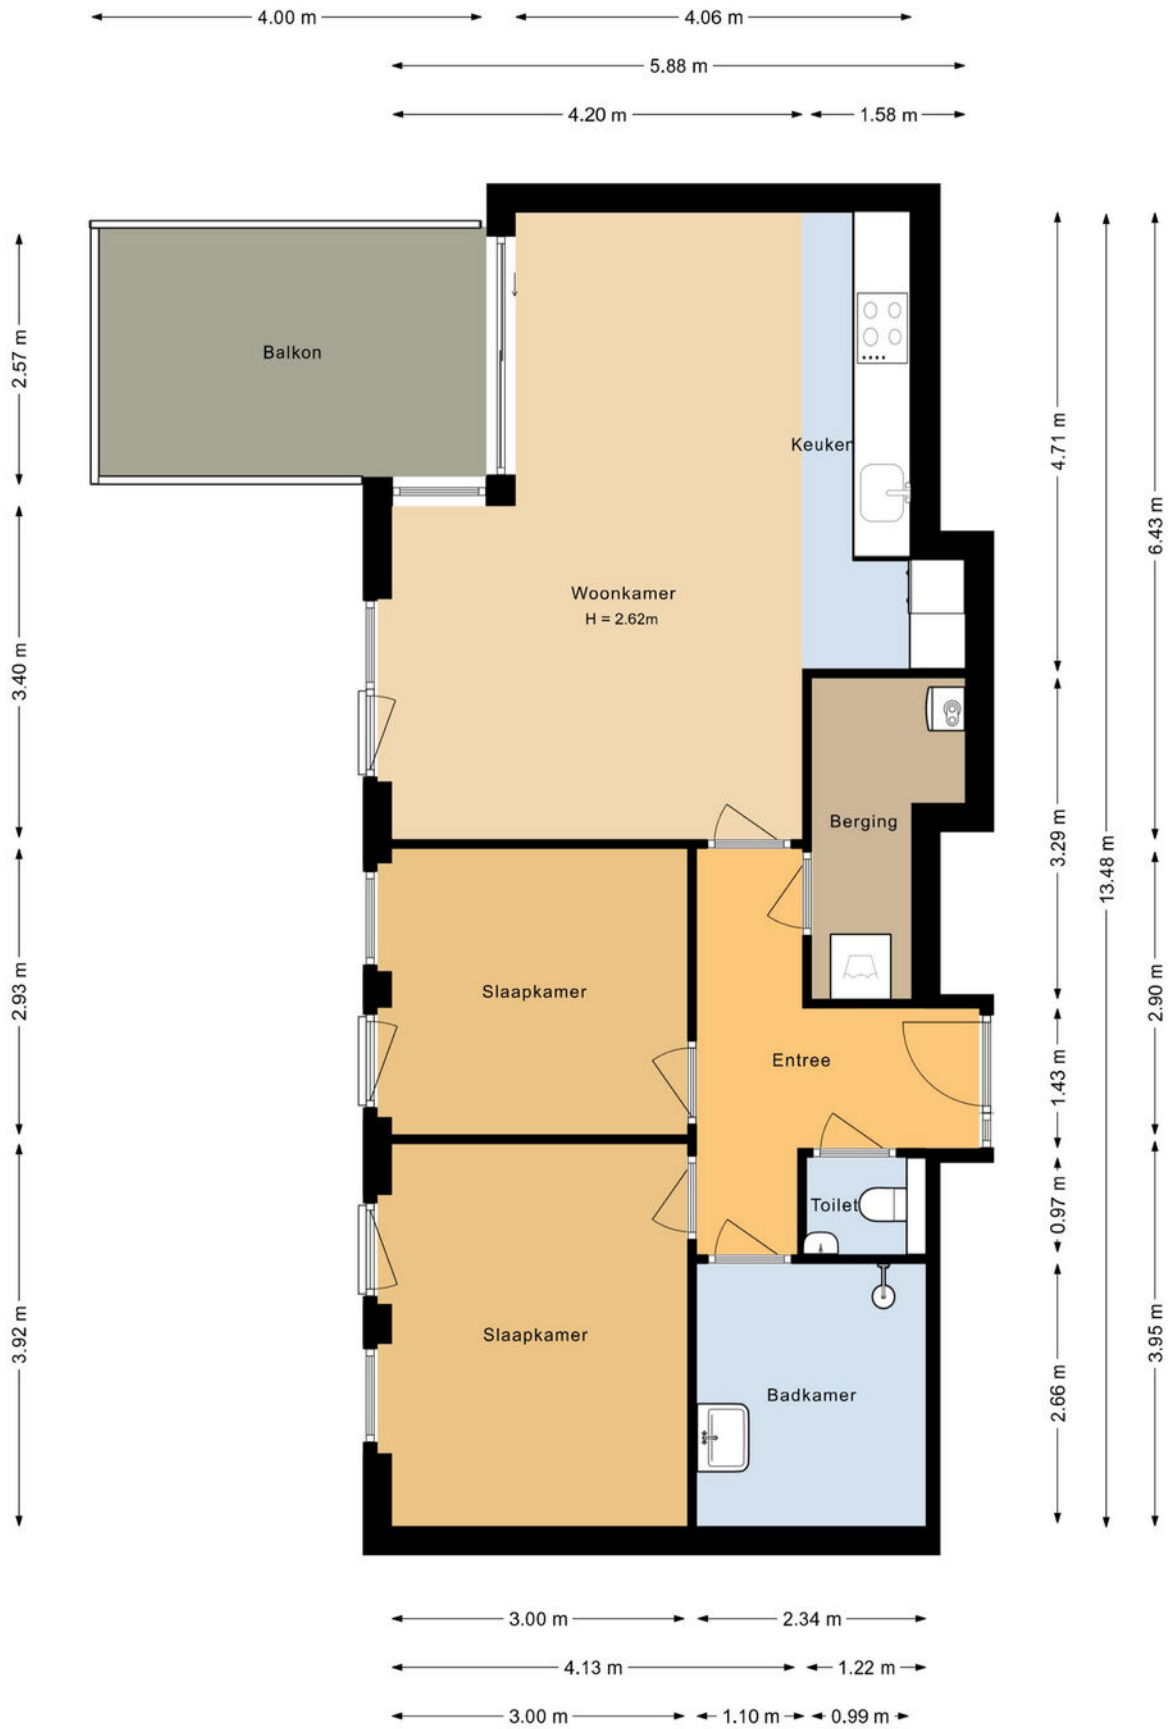 4.00 m
4.06 m
5.88 m
4.20 m
1.58 m
2.57 m
Balkon
Keuken
4.71 m
6.43 m
Woonkamer
H = 2.62m
3.40 m
Berging
3.29 m
13.48 m
2.93 m
Slaapkamer
2.90 m
Entree
1.43 m
Toilet
0.97 m
3.92 m
Slaapkamer
3.95 m
Badkamer
2.66 m
3.00 m
2.34 m
4.13 m
1.22 m
3.00 m
1.10 m
0.99 m